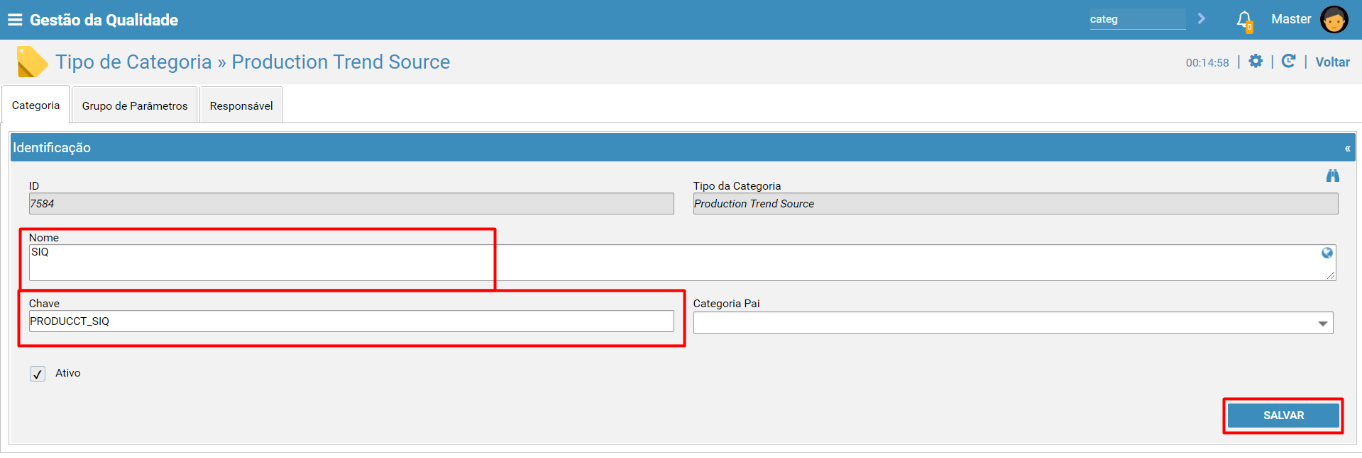 Gestão da Qualidade
categ
0
Master
Tipo de Categoria » Production Trend Source
00:14:58 | | | Voltar
Categoria
Grupo de Parâmetros
Responsável
Identificação «
ID
7584
Tipo da Categoria
Production Trend Source
Nome
SIQ
Chave
PRODUCCT_SIQ
Categoria Pai
Ativo
SALVAR